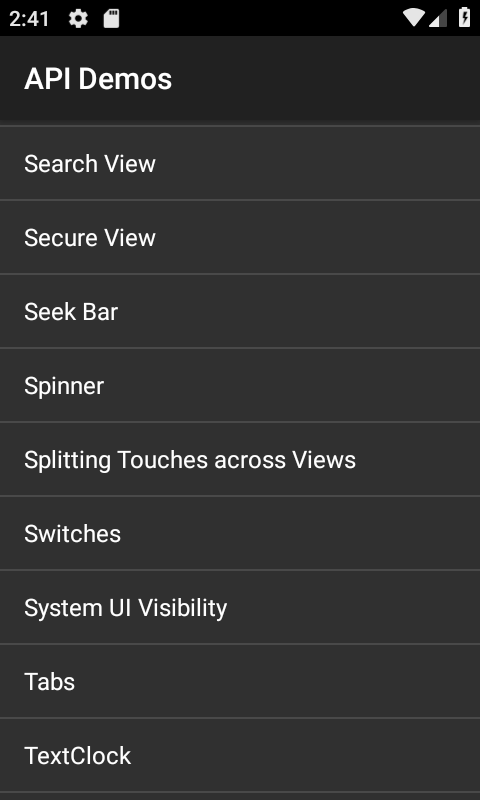 2:41
API Demos
Search View
Secure View
Seek Bar
Spinner
Splitting Touches across Views
Switches
System UI Visibility
Tabs
TextClock